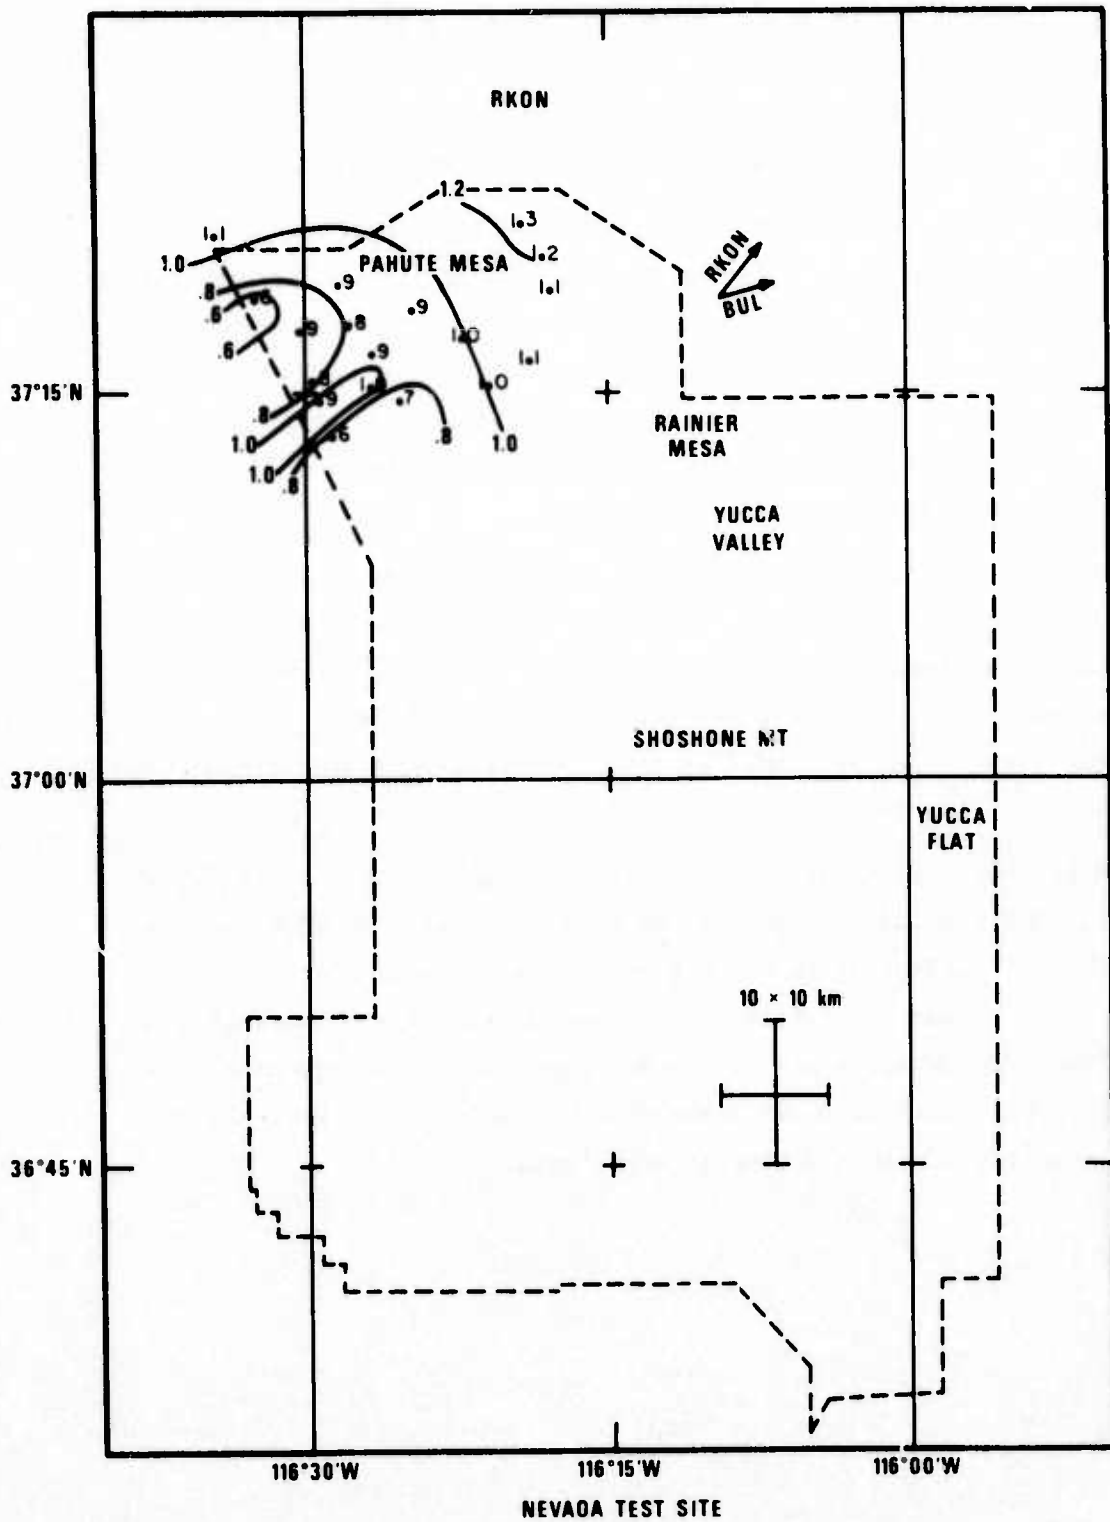 RKON
1.2
1.3
1.1
1.2
1.0
PAHUTE MESA
RKON
.9
1.1
BUL
.8
.6
.9
.9
.8
.6
.9
1.1
37°15'N
.7
.8
RAINIER
MESA
1.0
.6
.8
1.0
1.0
.8
YUCCA
VALLEY
SHOSHONE MT
37°00'N
YUCCA
FLAT
10 × 10 km
36°45'N
116°30'W
116°15'W
116°00'W
NEVADA TEST SITE